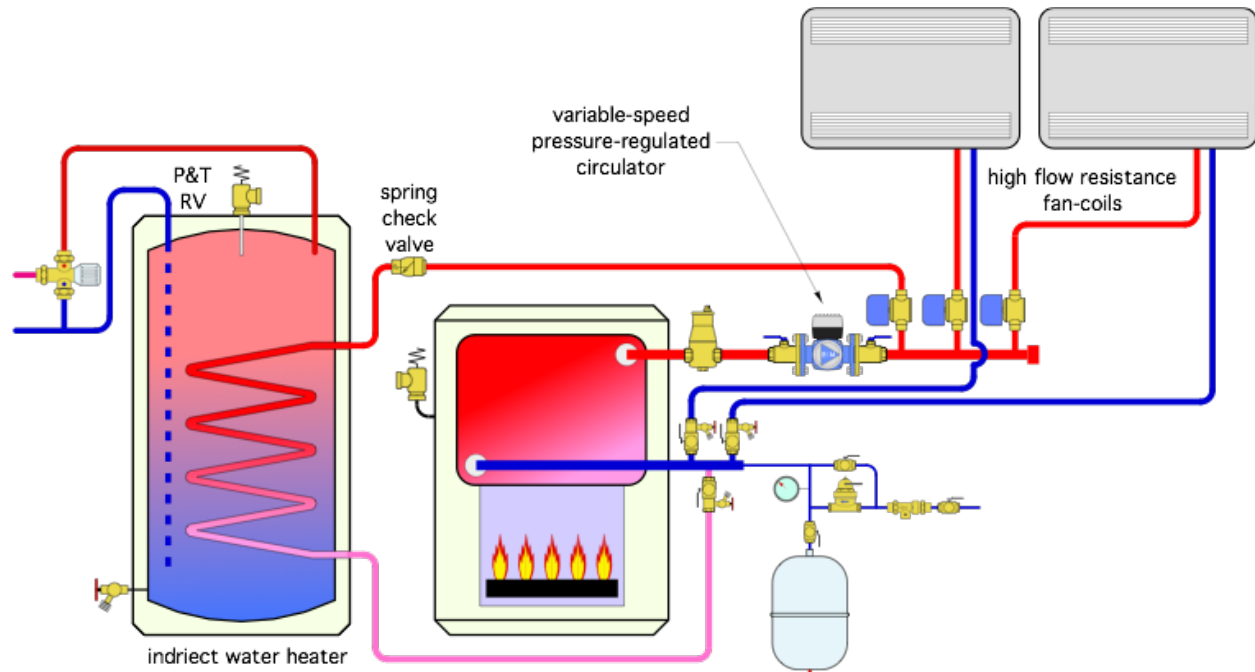 variable-speed
pressure-regulated
circulator
P&T
RV
spring
check
valve
high flow resistance
fan-coils
indriect water heater